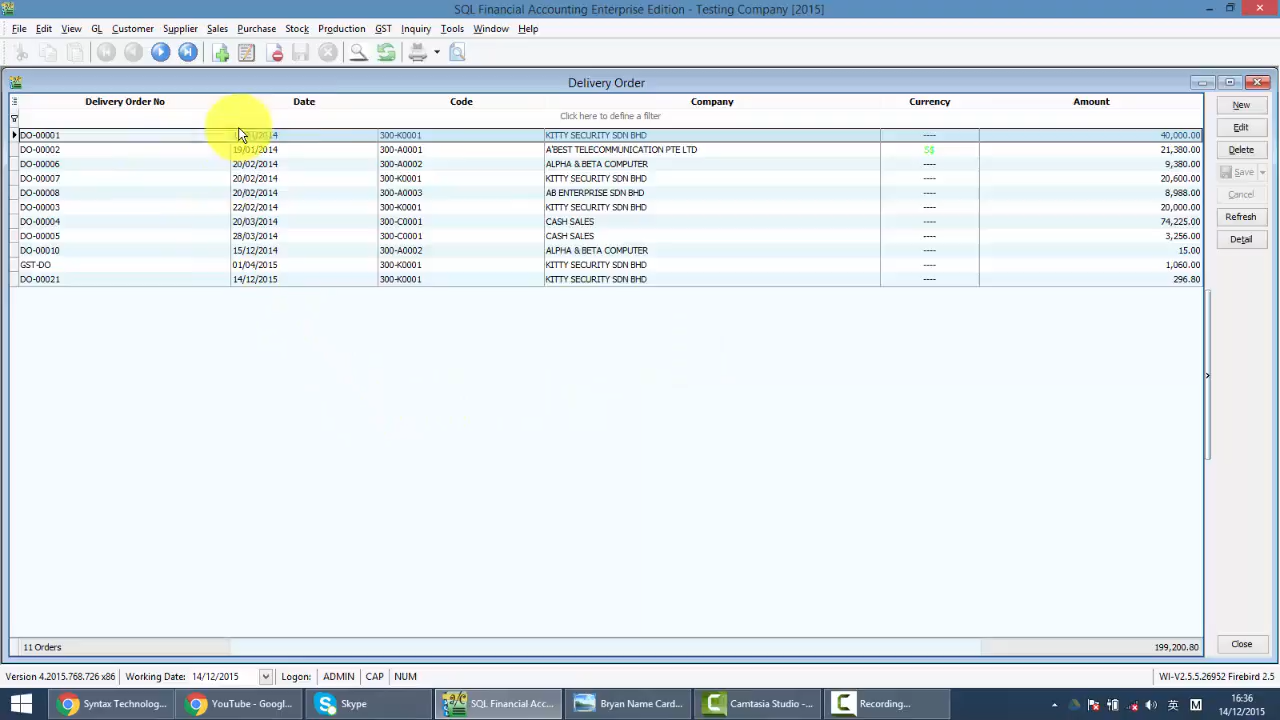 SQL Financial Accounting Enterprise Edition - Testing Company [2015]
File Edit View GL Customer Supplier Sales Purchase Stock Production GST Inquiry Tools Window Help
Delivery Order
Delivery Order No Date Code Company Currency Amount
Click here to define a filter
DO-00001 300-K0001 KITTY SECURITY SDN BHD ---- 40,000.00
DO-00002 19/01/2014 300-A0001 A'BEST TELECOMMUNICATION PTE LTD S$ 21,380.00
DO-00006 20/02/2014 300-A0002 ALPHA & BETA COMPUTER ---- 9,380.00
DO-00007 20/02/2014 300-K0001 KITTY SECURITY SDN BHD ---- 20,600.00
DO-00008 20/02/2014 300-A0003 AB ENTERPRISE SDN BHD ---- 8,988.00
DO-00003 22/02/2014 300-K0001 KITTY SECURITY SDN BHD ---- 20,000.00
DO-00004 20/03/2014 300-C0001 CASH SALES ---- 74,225.00
DO-00005 28/03/2014 300-C0001 CASH SALES ---- 3,256.00
DO-00010 15/12/2014 300-A0002 ALPHA & BETA COMPUTER ---- 15.00
GST-DO 01/04/2015 300-K0001 KITTY SECURITY SDN BHD ---- 1,060.00
DO-00021 14/12/2015 300-K0001 KITTY SECURITY SDN BHD ---- 296.80
11 Orders 199,200.80
New
Edit
Delete
Save
Cancel
Refresh
Detail
Close
Version 4.2015.768.726 x86 Working Date: 14/12/2015 Logon: ADMIN CAP NUM WI-V2.5.5.26952 Firebird 2.5
Syntax Technolog... YouTube - Googl... Skype SQL Financial Acc... Bryan Name Card... Camtasia Studio -... Recording... 英 M 16:36
14/12/2015